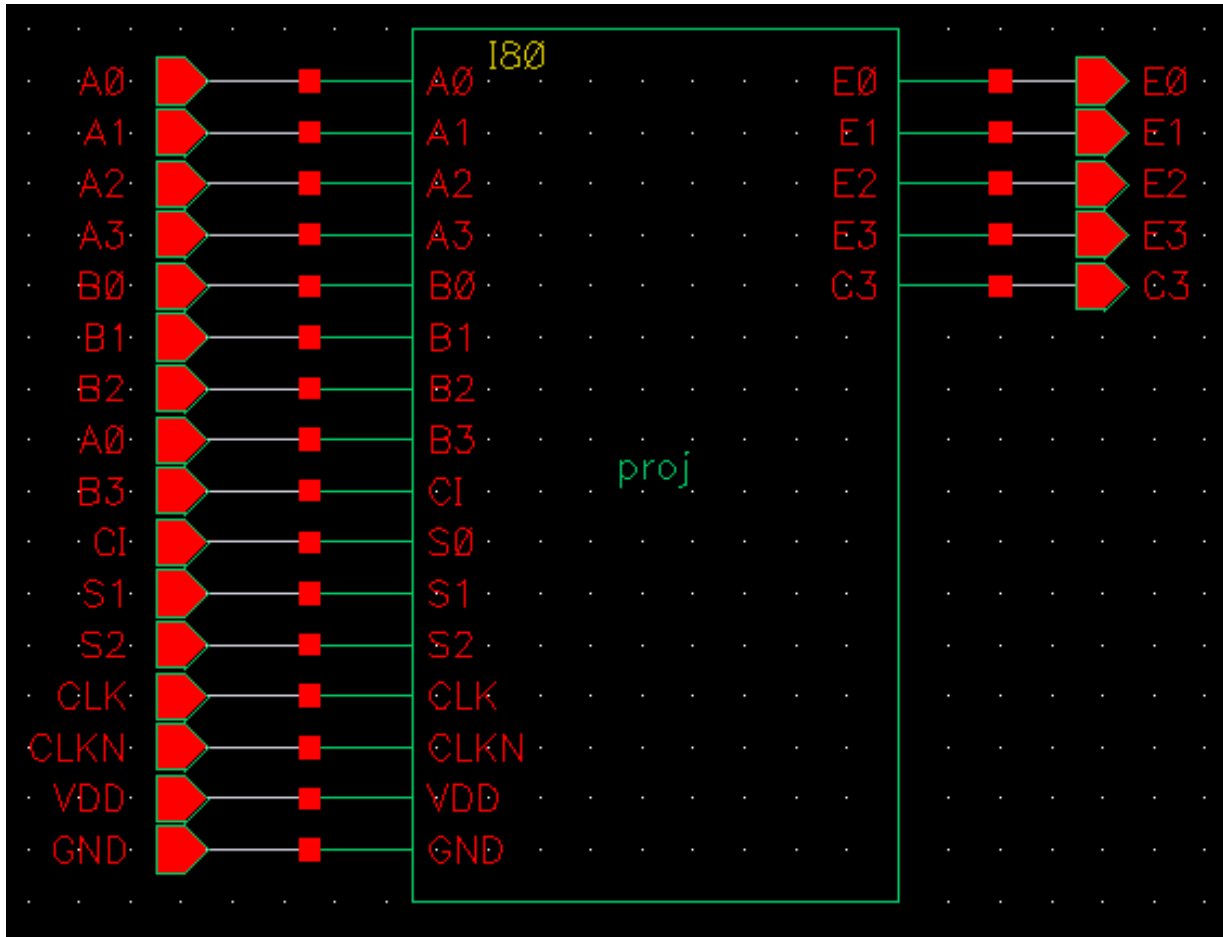 I80
A0 A0 E0 E0
A1 A1 E1 E1
A2 A2 E2 E2
A3 A3 E3 E3
B0 B0 C3 C3
B1 B1
B2 B2
A0 B3
proj
B3 CI
CI S0
S1 S1
S2 S2
CLK CLK
CLKN CLKN
VDD VDD
GND GND